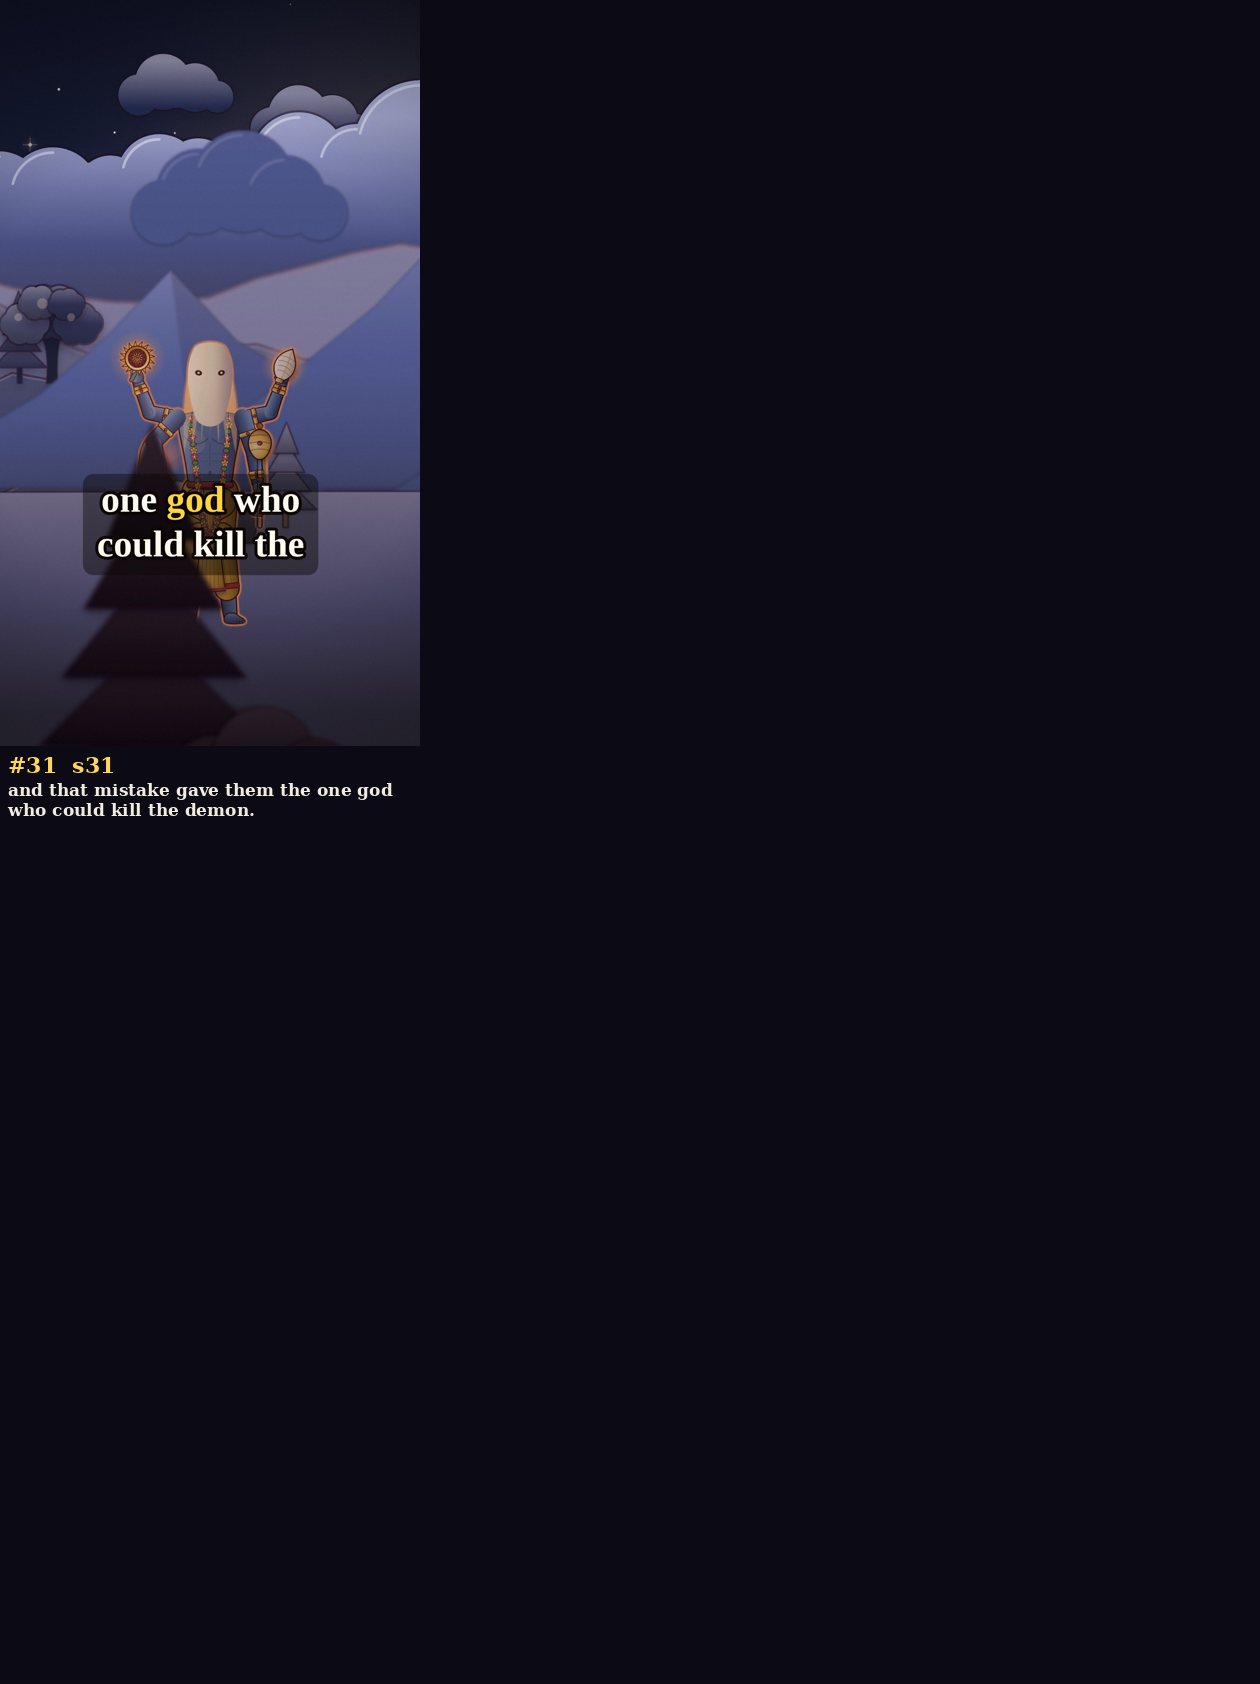 one god who
could kill the
#31 s31
and that mistake gave them the one god
who could kill the demon.